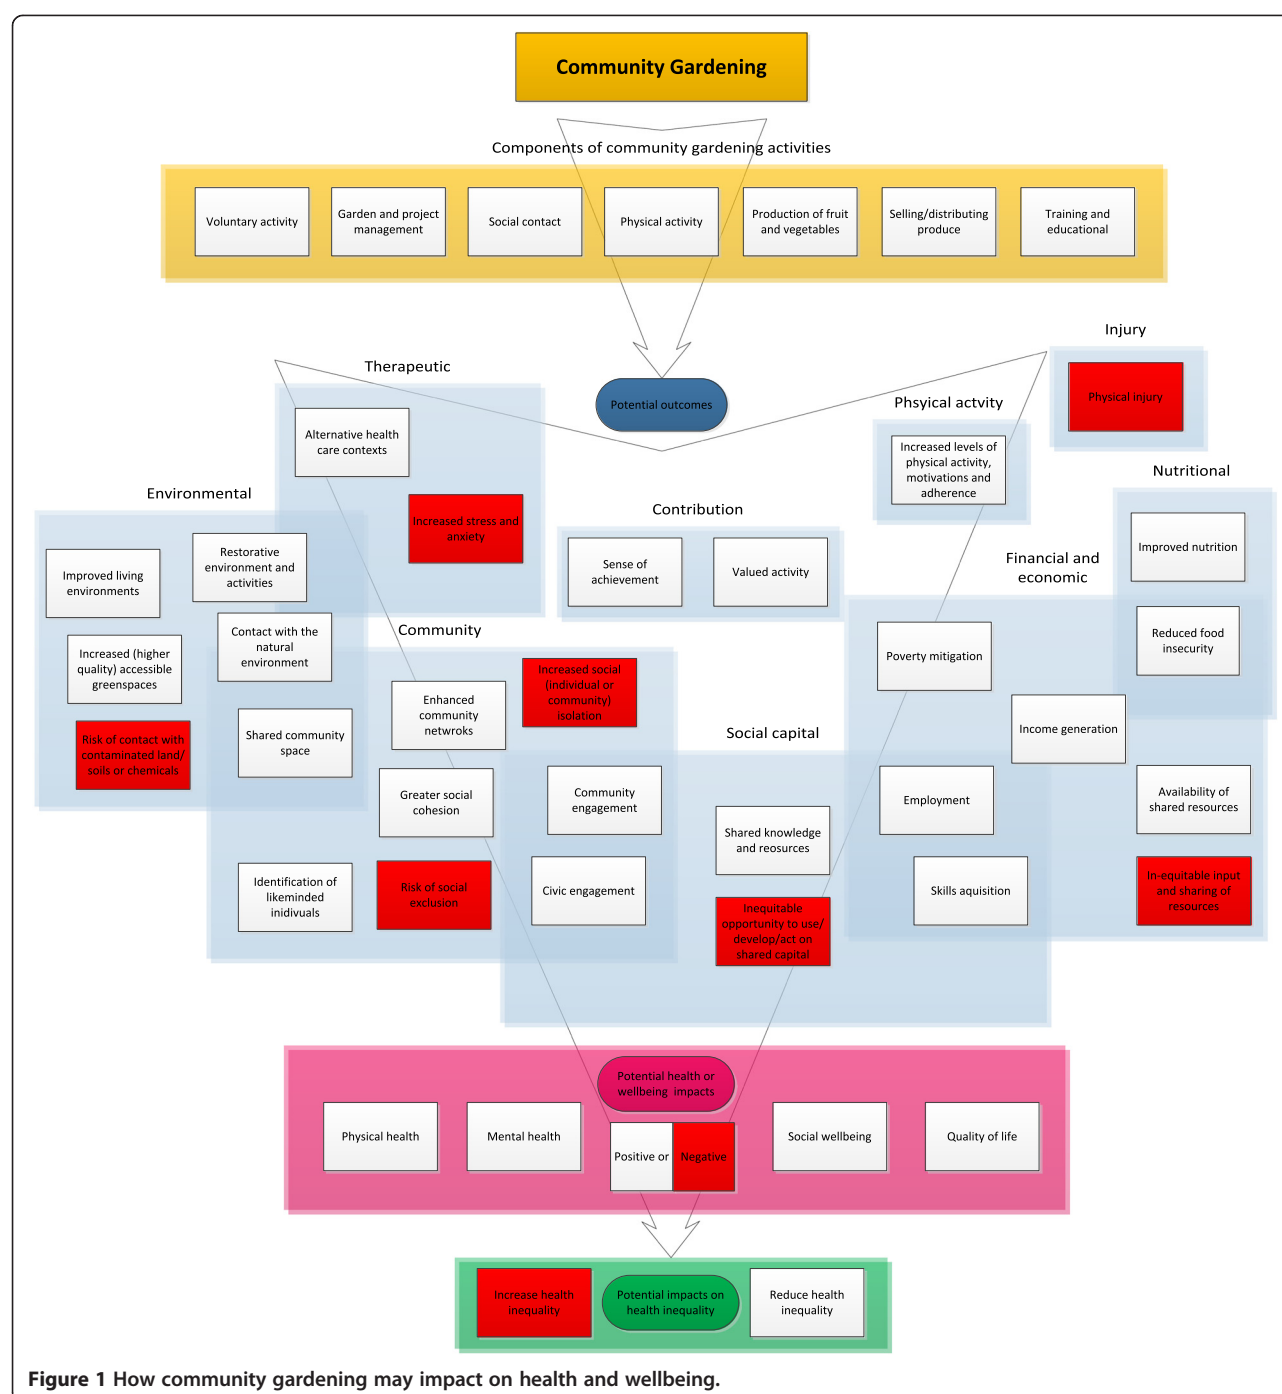 Community Gardening
Components of community gardening activities
Voluntary activity
Garden and project
management
Social contact
Physical activity
Production of fruit
and vegetables
Selling/distributing
produce
Training and
educational
Injury
Physical injury
Therapeutic
Potential outcomes
Alternative health
care contexts
Increased stress and
anxiety
Phsyical actvity
Increased levels of
physical activity,
motivations and
adherence
Nutritional
Improved nutrition
Reduced food
insecurity
Environmental
Improved living
environments
Restorative
environment and
activities
Increased (higher
quality) accessible
greenspaces
Contact with the
natural
environment
Risk of contact with
contaminated land/
soils or chemicals
Shared community
space
Contribution
Sense of
achievement
Valued activity
Financial and
economic
Poverty mitigation
Income generation
Employment
Availability of
shared resources
Skills aquisition
In-equitable input
and sharing of
resources
Community
Enhanced
community
netwroks
Increased social
(individual or
community)
isolation
Greater social
cohesion
Community
engagement
Identification of
likeminded
inidivuals
Risk of social
exclusion
Civic engagement
Social capital
Shared knowledge
and reosurces
Inequitable
opportunity to use/
develop/act on
shared capital
Potential health or
wellbeing impacts
Physical health
Mental health
Positive or
Negative
Social wellbeing
Quality of life
Increase health
inequality
Potential impacts on
health inequality
Reduce health
inequality
Figure 1 How community gardening may impact on health and wellbeing.